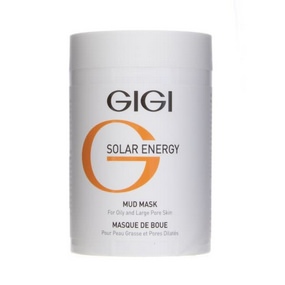 GIGI
G
SOLAR ENERGY
MUD MASK
For Oily and Large Pore Skin
MASQUE DE BOUE
Pour Peau Grasse et Pores Dilatés